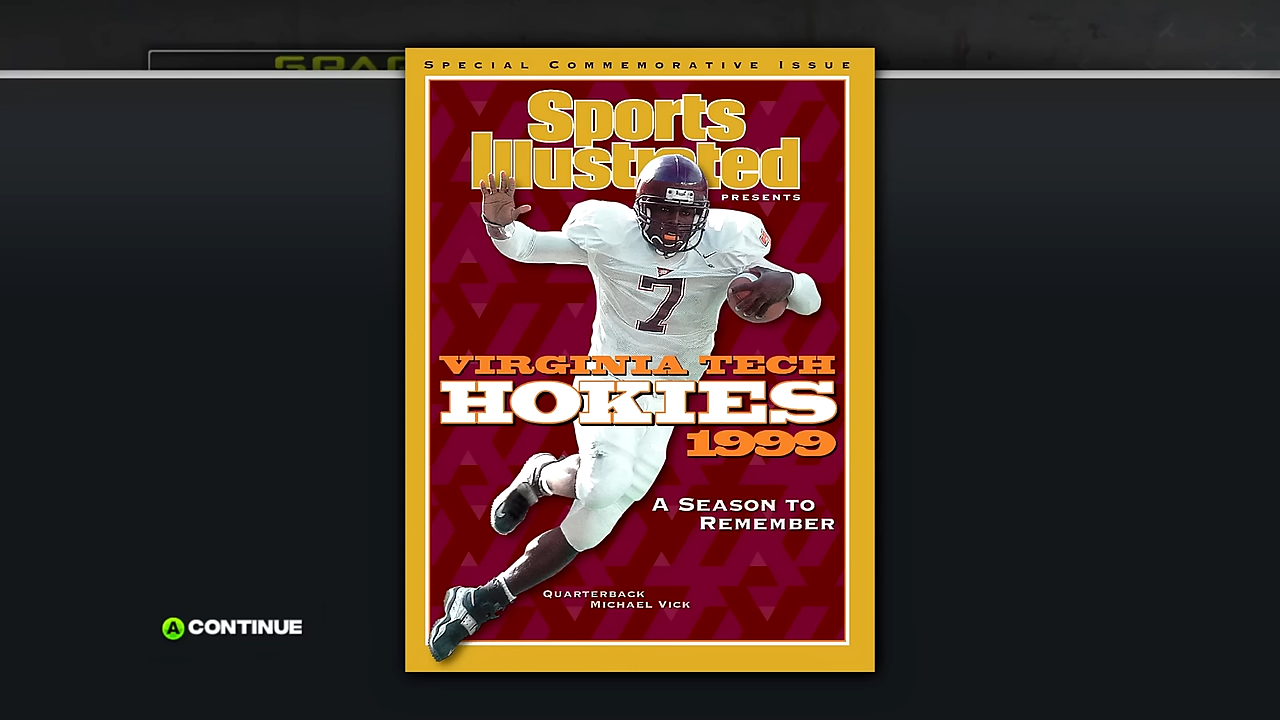 SPECIAL COMMEMORATIVE ISSUE
Sports
Illustrated
PRESENTS
7
VIRGINIA TECH
HOKIES
1999
A SEASON TO
REMEMBER
QUARTERBACK
MICHAEL VICK
A CONTINUE